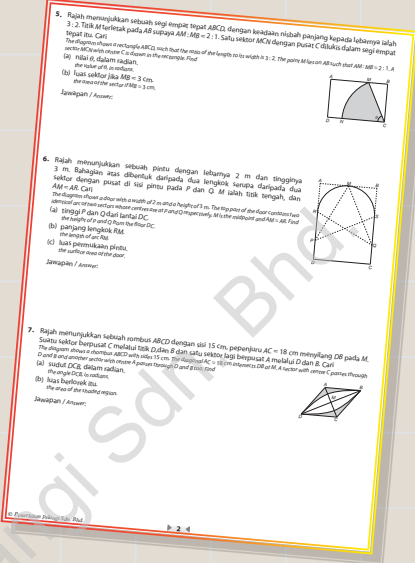 5. Rajah menunjukkan sebuah segi empat tepat ABCD, dengan keadaan nisbah panjang kepada lebarnya ialah
3 : 2. Titik M terletak pada AB supaya AM : MB = 2 : 1. Satu sektor MCN dengan pusat C dilukis dalam segi empat
tepat itu. Cari
The diagram shows a rectangle ABCD, such that the ratio of the length to its width is 3 : 2. The point M lies on AB such that AM : MB = 2 : 1. A
sector MCN with centre C is drawn in the rectangle. Find
(a) nilai θ, dalam radian.
the value of θ, in radians.
(b) luas sektor jika MB = 3 cm.
the area of the sector if MB = 3 cm.
Jawapan / Answer:
A
M
B
θ
D
N
C
6. Rajah menunjukkan sebuah pintu dengan lebarnya 2 m dan tingginya
3 m. Bahagian atas dibentuk daripada dua lengkok serupa daripada dua
sektor dengan pusat di sisi pintu pada P dan Q. M ialah titik tengah, dan
AM = AR. Cari
The diagram shows a door with a width of 2 m and a height of 3 m. The top part of the door contains two
identical arcs of two sectors whose centres are at P and Q respectively. M is the midpoint and AM = AR. Find
(a) tinggi P dan Q dari lantai DC.
the height of P and Q from the floor DC.
(b) panjang lengkok RM.
the length of arc RM.
(c) luas permukaan pintu.
the surface area of the door.
Jawapan / Answer:
A
M
B
R
S
P
Q
D
C
7. Rajah menunjukkan sebuah rombus ABCD dengan sisi 15 cm, pepenjuru AC = 18 cm menyilang DB pada M.
Suatu sektor berpusat C melalui titik D dan B dan satu sektor lagi berpusat A melalui D dan B. Cari
The diagram shows a rhombus ABCD with sides 15 cm. The diagonal AC = 18 cm intersects DB at M. A sector with centre C passes through
D and B and another sector with centre A passes through D and B too. Find
(a) sudut DCB, dalam radian.
the angle DCB, in radians.
(b) luas berlorek itu.
the area of the shaded region.
Jawapan / Answer:
A
B
M
D
C
© Penerbitan Pelangi Sdn. Bhd.
2
ngi Sdn. Bhd.